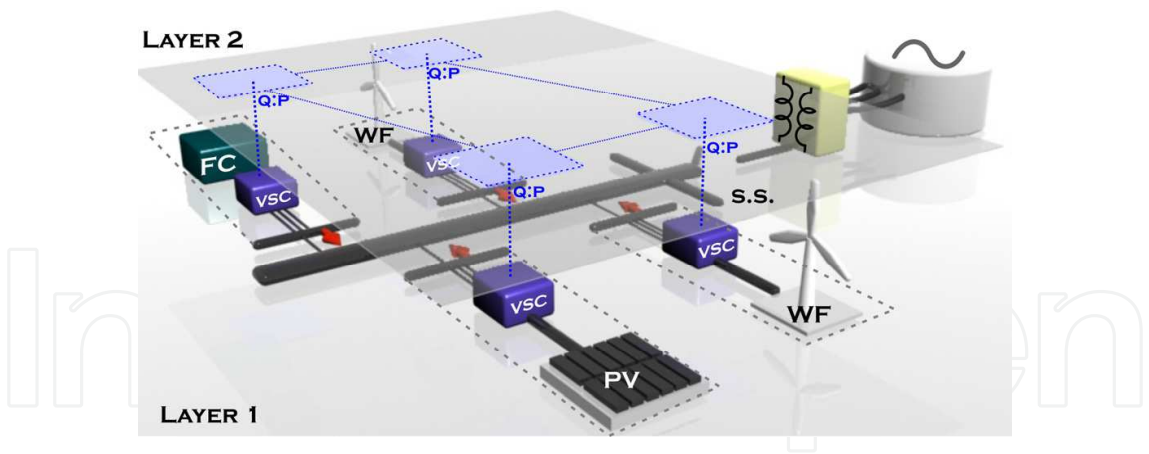 LAYER 2
Q:P
Q:P
WF
Q:P
FC
VSC
Q:P
VSC
S.S.
VSC
VSC
WF
PV
LAYER 1